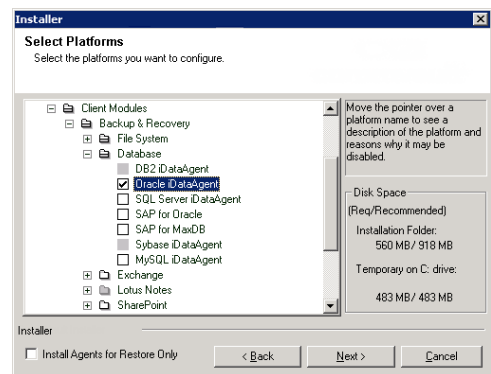 Installer
Select Platforms
Select the platforms you want to configure.
Client Modules
Backup & Recovery
File System
Database
DB2 iDataAgent
Oracle iDataAgent
SQL Server iDataAgent
SAP for Oracle
SAP for MaxDB
Sybase iDataAgent
MySQL iDataAgent
Exchange
Lotus Notes
SharePoint
Move the pointer over a
platform name to see a
description of the platform and
reasons why it may be
disabled.
Disk Space
(Req/Recommended)
Installation Folder:
560 MB/ 918 MB
Temporary on C: drive:
483 MB/ 483 MB
Installer
Install Agents for Restore Only
< Back
Next >
Cancel